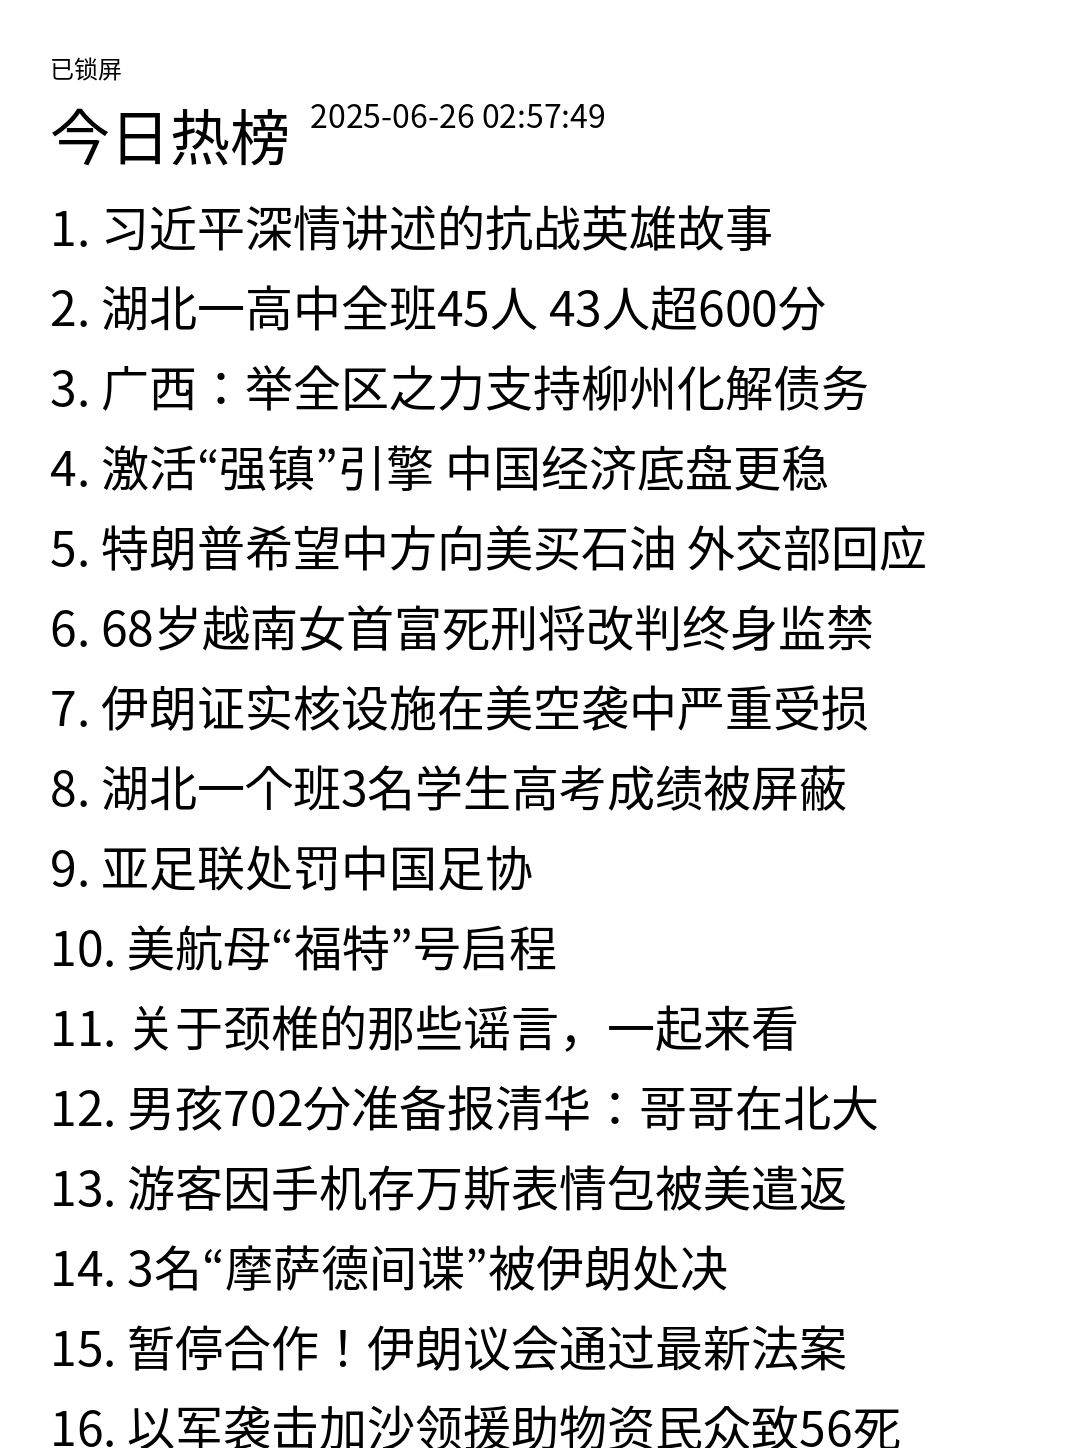 已锁屏
今日热榜 2025-06-26 02:57:49
1. 习近平深情讲述的抗战英雄故事
2. 湖北一高中全班45人 43人超600分
3. 广西：举全区之力支持柳州化解债务
4. 激活“强镇”引擎 中国经济底盘更稳
5. 特朗普希望中方向美买石油 外交部回应
6. 68岁越南女首富死刑将改判终身监禁
7. 伊朗证实核设施在美空袭中严重受损
8. 湖北一个班3名学生高考成绩被屏蔽
9. 亚足联处罚中国足协
10. 美航母“福特”号启程
11. 关于颈椎的那些谣言，一起来看
12. 男孩702分准备报清华：哥哥在北大
13. 游客因手机存万斯表情包被美遣返
14. 3名“摩萨德间谍”被伊朗处决
15. 暂停合作！伊朗议会通过最新法案
16. 以军袭击加沙领援助物资民众致56死